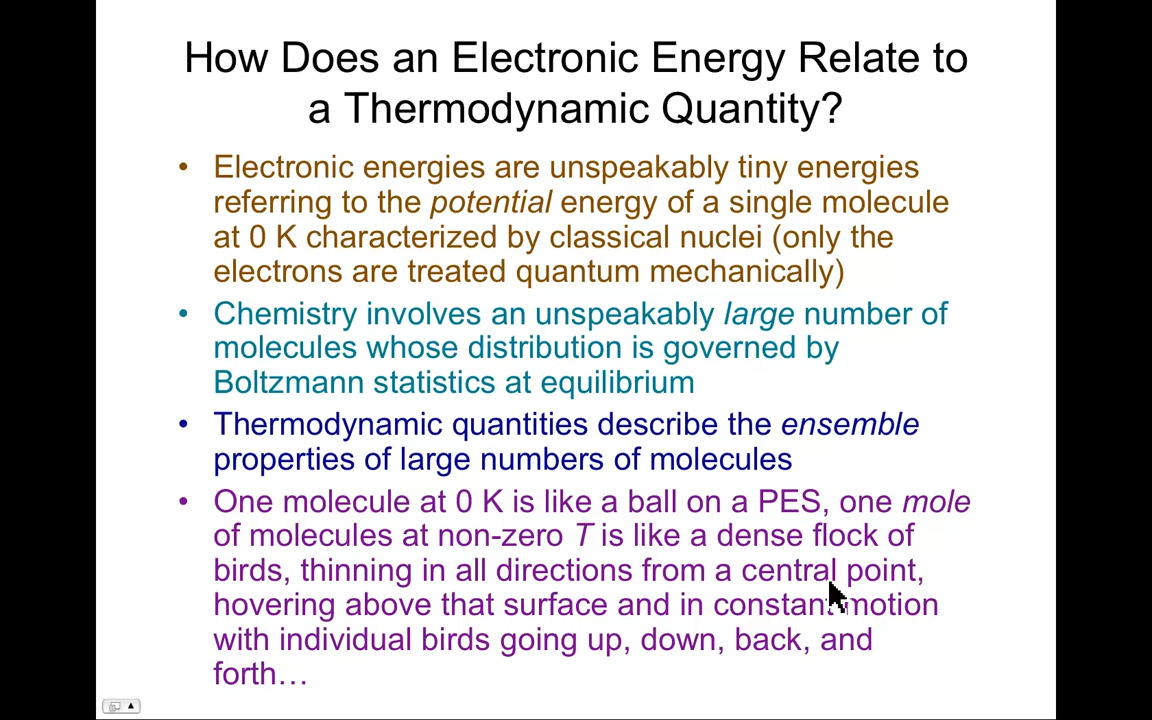 How Does an Electronic Energy Relate to
a Thermodynamic Quantity?
• Electronic energies are unspeakably tiny energies
referring to the potential energy of a single molecule
at 0 K characterized by classical nuclei (only the
electrons are treated quantum mechanically)
• Chemistry involves an unspeakably large number of
molecules whose distribution is governed by
Boltzmann statistics at equilibrium
• Thermodynamic quantities describe the ensemble
properties of large numbers of molecules
• One molecule at 0 K is like a ball on a PES, one mole
of molecules at non-zero T is like a dense flock of
birds, thinning in all directions from a central point,
hovering above that surface and in constant motion
with individual birds going up, down, back, and
forth…